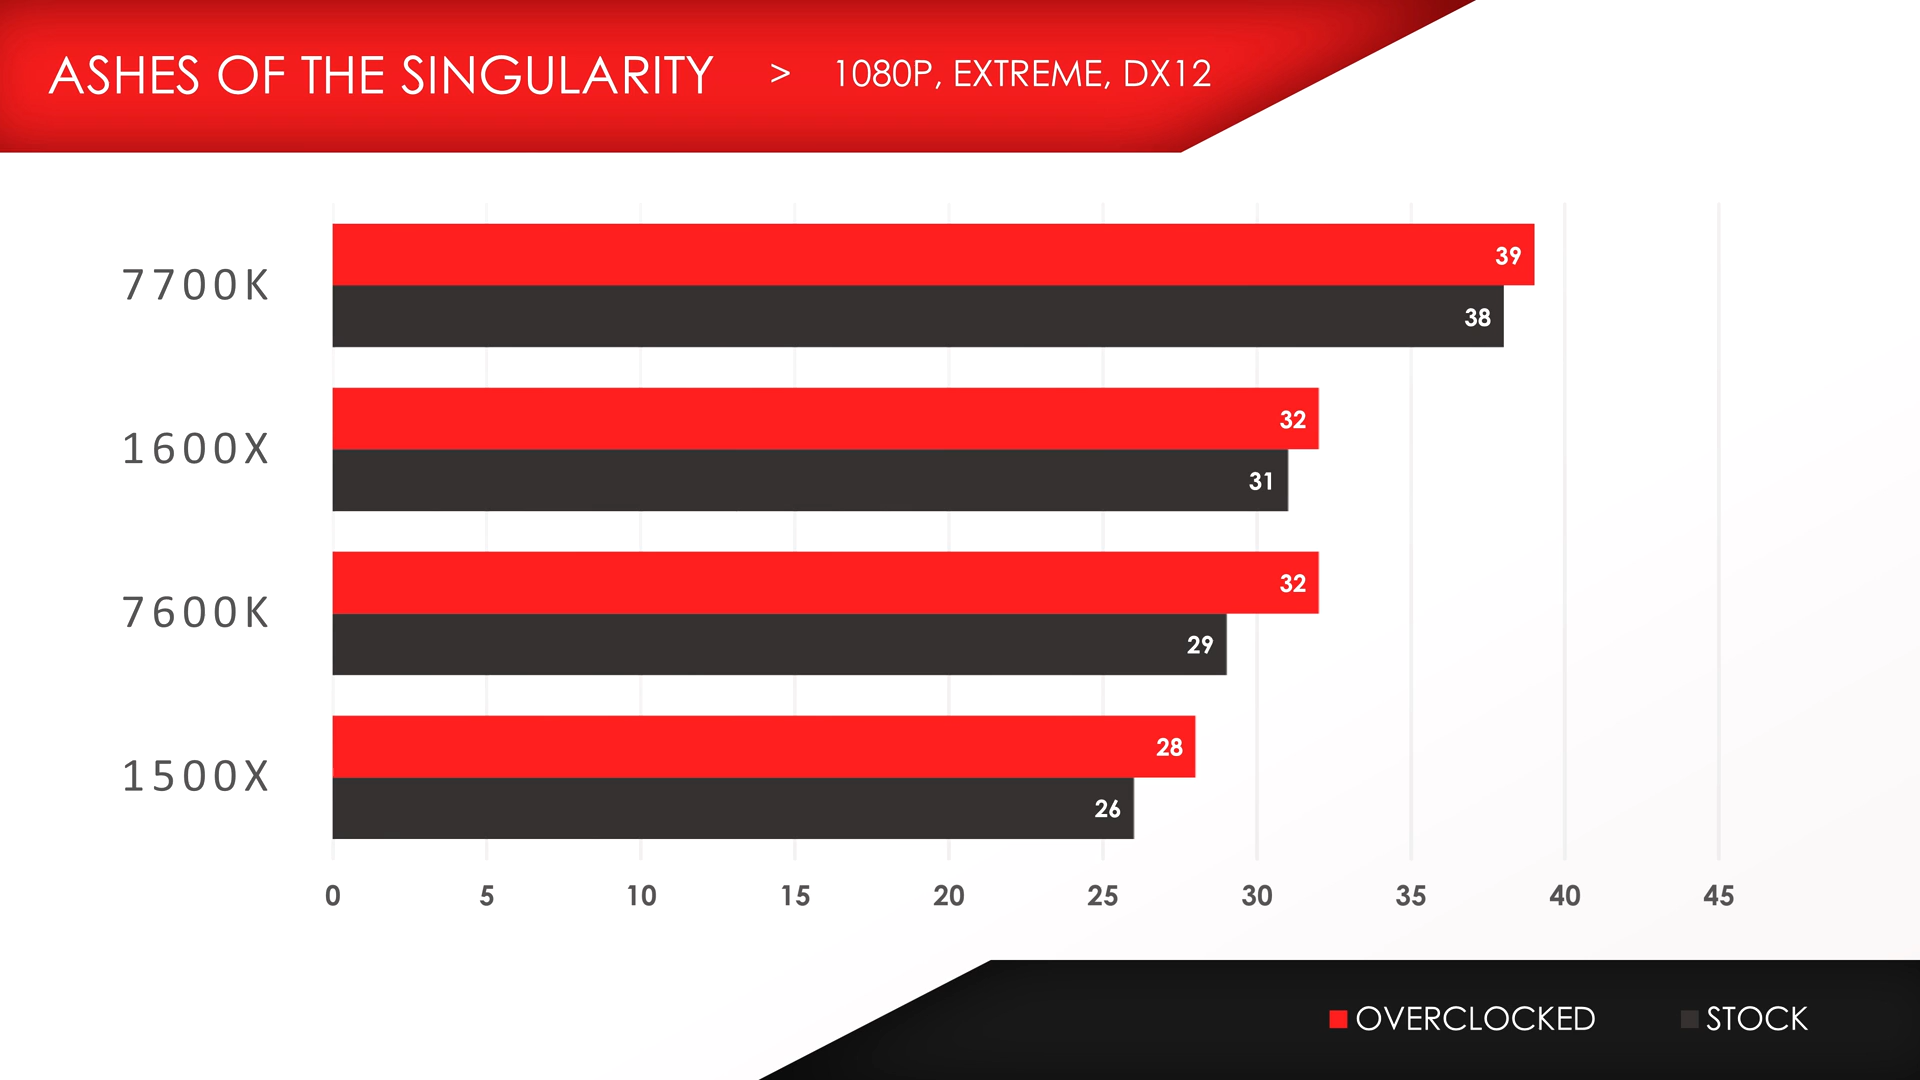 ASHES OF THE SINGULARITY > 1080P, EXTREME, DX12
7700K
39
38
1600X
32
31
7600K
32
29
1500X
28
26
0 5 10 15 20 25 30 35 40 45
OVERCLOCKED STOCK